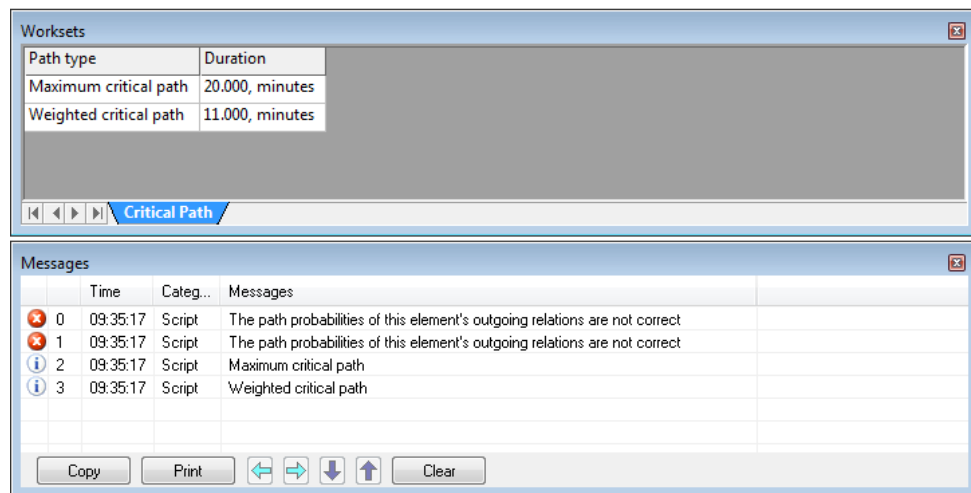 Worksets
Path type Duration
Maximum critical path 20.000, minutes
Weighted critical path 11.000, minutes
Critical Path
Messages
Time Categ... Messages
0 09:35:17 Script The path probabilities of this element's outgoing relations are not correct
1 09:35:17 Script The path probabilities of this element's outgoing relations are not correct
2 09:35:17 Script Maximum critical path
3 09:35:17 Script Weighted critical path
Copy Print Clear